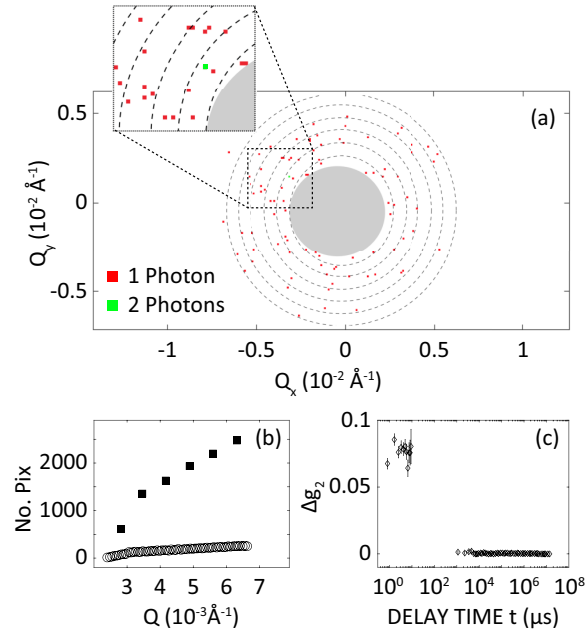 (a)
0.5
0
-0.5
Q_y (10^-2 Å^-1)
1 Photon
2 Photons
-1 -0.5 0 0.5 1
Q_x (10^-2 Å^-1)
(b)
2000
1000
0
No. Pix
3 4 5 6 7
Q (10^-3 Å^-1)
(c)
0.1
0.05
0
Δg_2
10^0 10^2 10^4 10^6 10^8
DELAY TIME t (µs)